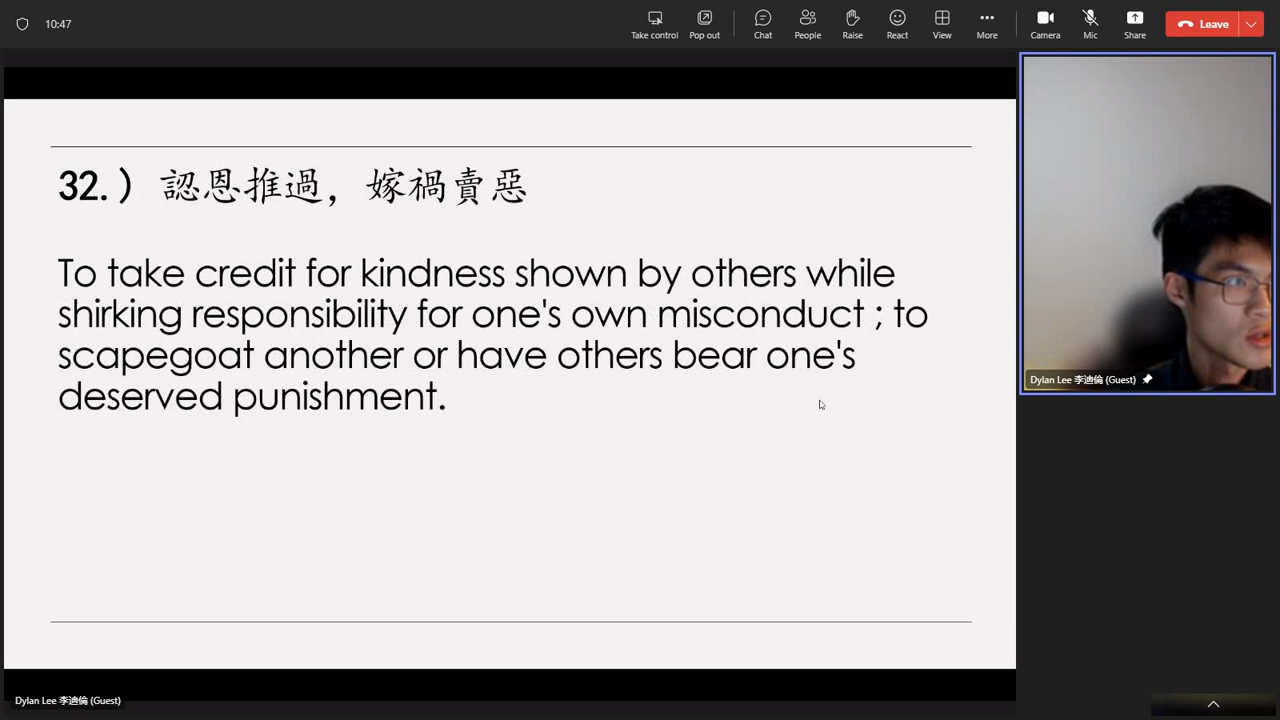 10:47
Take control
Pop out
Chat
People
Raise
React
View
More
Camera
Mic
Share
Leave
32.) 認恩推過，嫁禍賣惡
To take credit for kindness shown by others while
shirking responsibility for one's own misconduct ; to
scapegoat another or have others bear one's
deserved punishment.
Dylan Lee 李迪倫 (Guest)
Dylan Lee 李迪倫 (Guest)